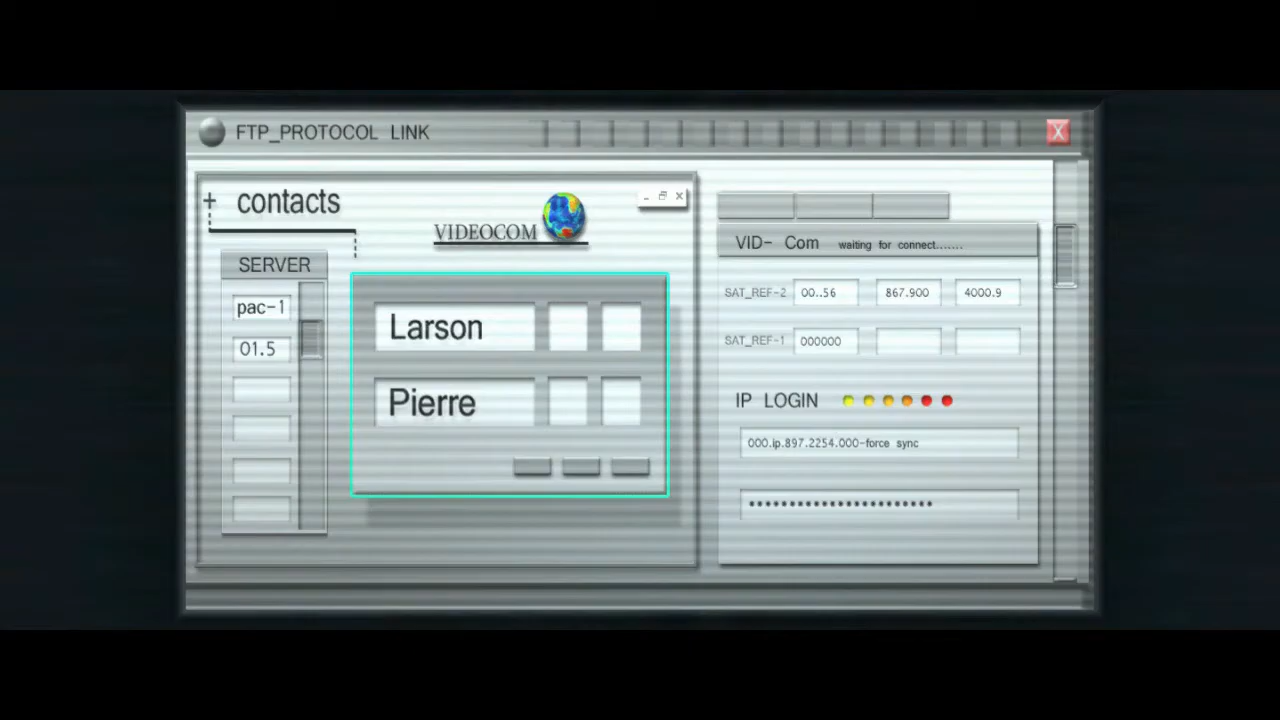 FTP_PROTOCOL LINK
X
+ contacts
VIDEOCOM
SERVER
pac-1
01.5
Larson
Pierre
VID- Com waiting for connect.......
SAT_REF-2 00..56 867.900 4000.9
SAT_REF-1 000000
IP LOGIN
000.ip.897.2254.000-force sync
•••••••••••••••••••••••